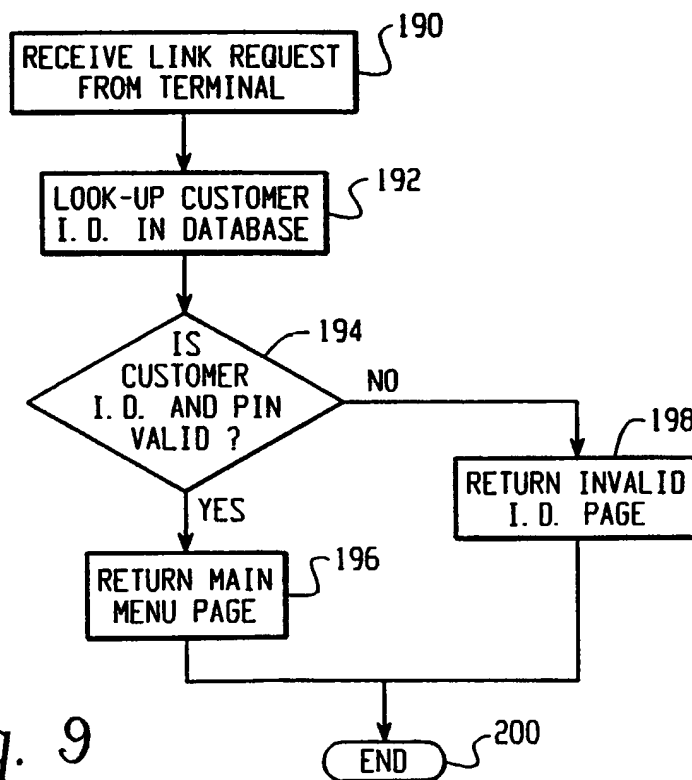 190
RECEIVE LINK REQUEST
FROM TERMINAL
192
LOOK-UP CUSTOMER
I.D. IN DATABASE
194
IS
CUSTOMER
I.D. AND PIN
VALID ?
NO
198
RETURN INVALID
I.D. PAGE
YES
196
RETURN MAIN
MENU PAGE
200
END
9